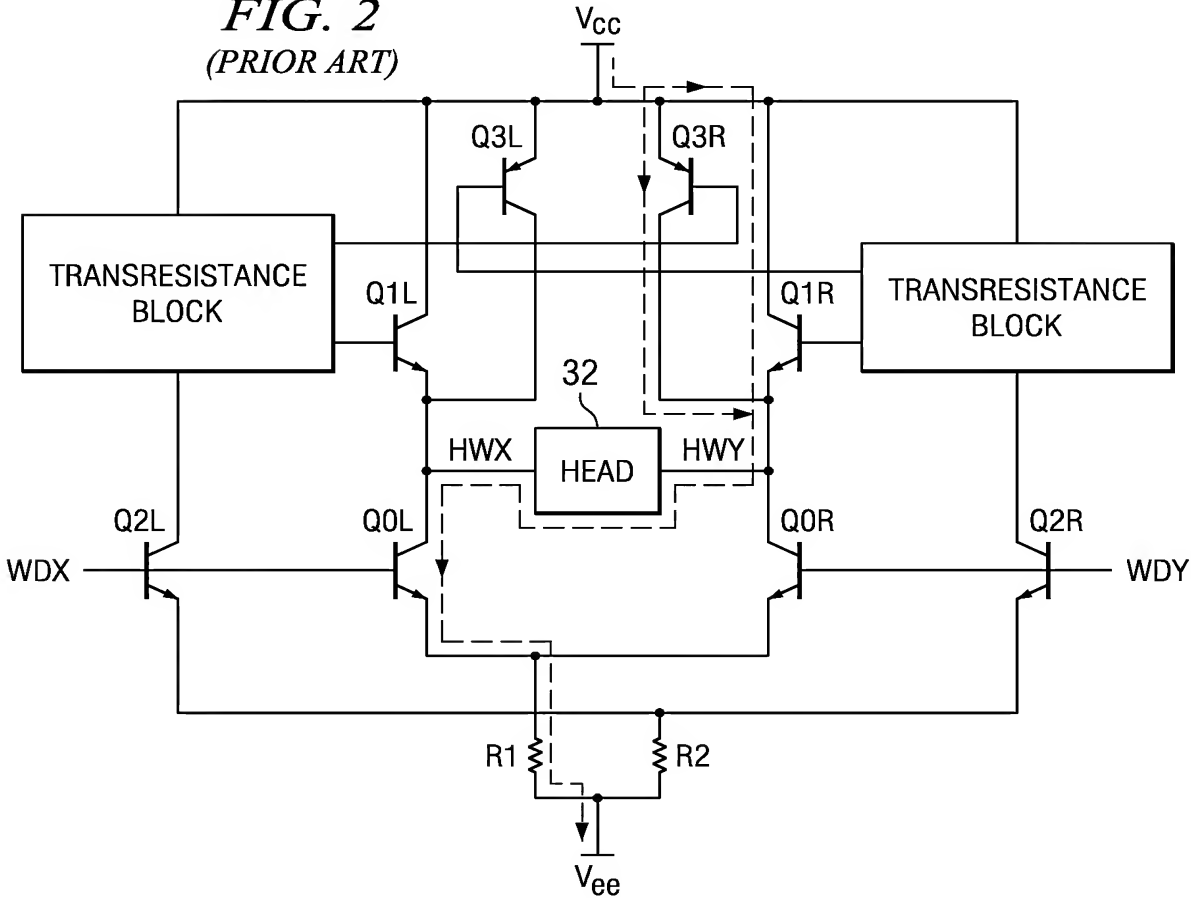 FIG. 2
(PRIOR ART)
Vcc
Q3L
Q3R
TRANSRESISTANCE
BLOCK
Q1L
Q1R
TRANSRESISTANCE
BLOCK
32
HWX
HEAD
HWY
Q2L
Q0L
Q0R
Q2R
WDX
WDY
R1
R2
Vee